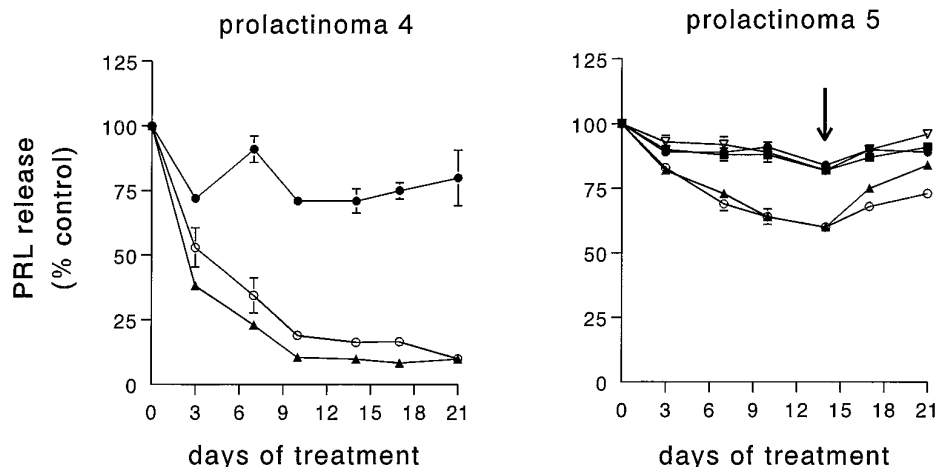 prolactinoma 4
prolactinoma 5
PRL release
(% control)
125
100
75
50
25
0
0 3 6 9 12 15 18 21
days of treatment
125
100
75
50
25
0
0 3 6 9 12 15 18 21
days of treatment